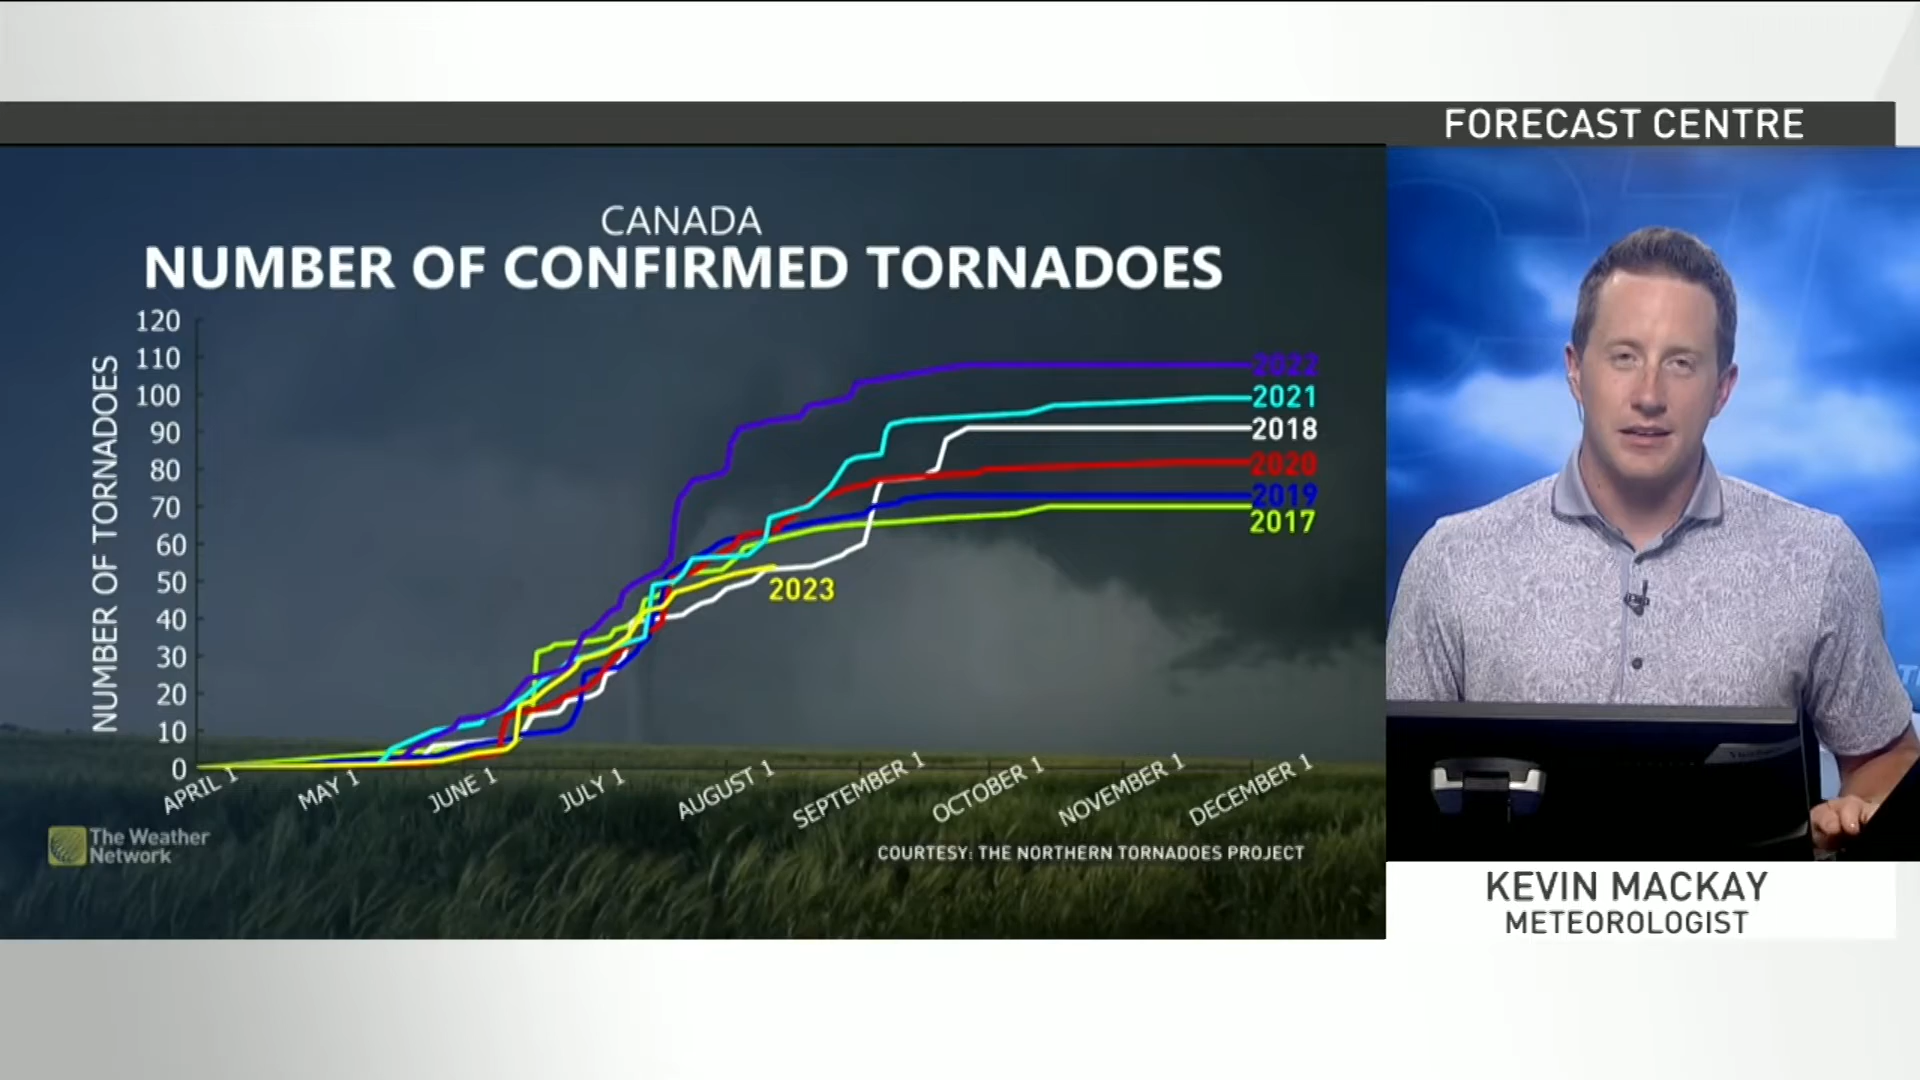 FORECAST CENTRE
CANADA
NUMBER OF CONFIRMED TORNADOES
NUMBER OF TORNADOES
120
110
100
90
80
70
60
50
40
30
20
10
0
2022
2021
2018
2020
2019
2017
2023
APRIL 1
MAY 1
JUNE 1
JULY 1
AUGUST 1
SEPTEMBER 1
OCTOBER 1
NOVEMBER 1
DECEMBER 1
The Weather
Network
COURTESY: THE NORTHERN TORNADOES PROJECT
KEVIN MACKAY
METEOROLOGIST